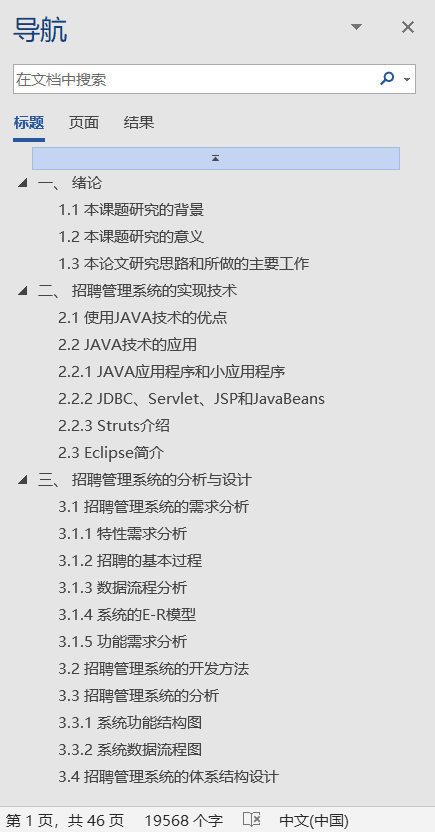 导航
在文档中搜索
标题 页面 结果
一、 绪论
1.1 本课题研究的背景
1.2 本课题研究的意义
1.3 本论文研究思路和所做的主要工作
二、 招聘管理系统的实现技术
2.1 使用JAVA技术的优点
2.2 JAVA技术的应用
2.2.1 JAVA应用程序和小应用程序
2.2.2 JDBC、Servlet、JSP和JavaBeans
2.2.3 Struts介绍
2.3 Eclipse简介
三、 招聘管理系统的分析与设计
3.1 招聘管理系统的需求分析
3.1.1 特性需求分析
3.1.2 招聘的基本过程
3.1.3 数据流程分析
3.1.4 系统的E-R模型
3.1.5 功能需求分析
3.2 招聘管理系统的开发方法
3.3 招聘管理系统的分析
3.3.1 系统功能结构图
3.3.2 系统数据流程图
3.4 招聘管理系统的体系结构设计
第 1 页，共 46 页 19568 个字 中文(中国)